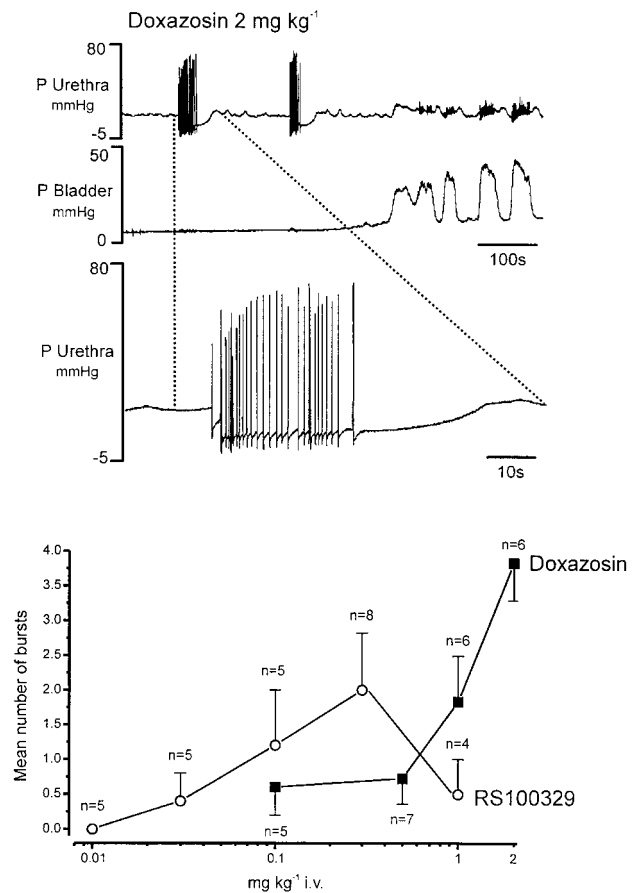 Doxazosin 2 mg kg-1
80
P Urethra
mmHg
-5
50
P Bladder
mmHg
0
100s
80
P Urethra
mmHg
-5
10s
4.0
3.5
3.0
2.5
2.0
1.5
1.0
0.5
0.0
Mean number of bursts
n=6
Doxazosin
n=8
n=6
n=5
n=5
n=4
n=5
RS100329
n=5
n=7
0.01
0.1
1
2
mg kg-1 i.v.